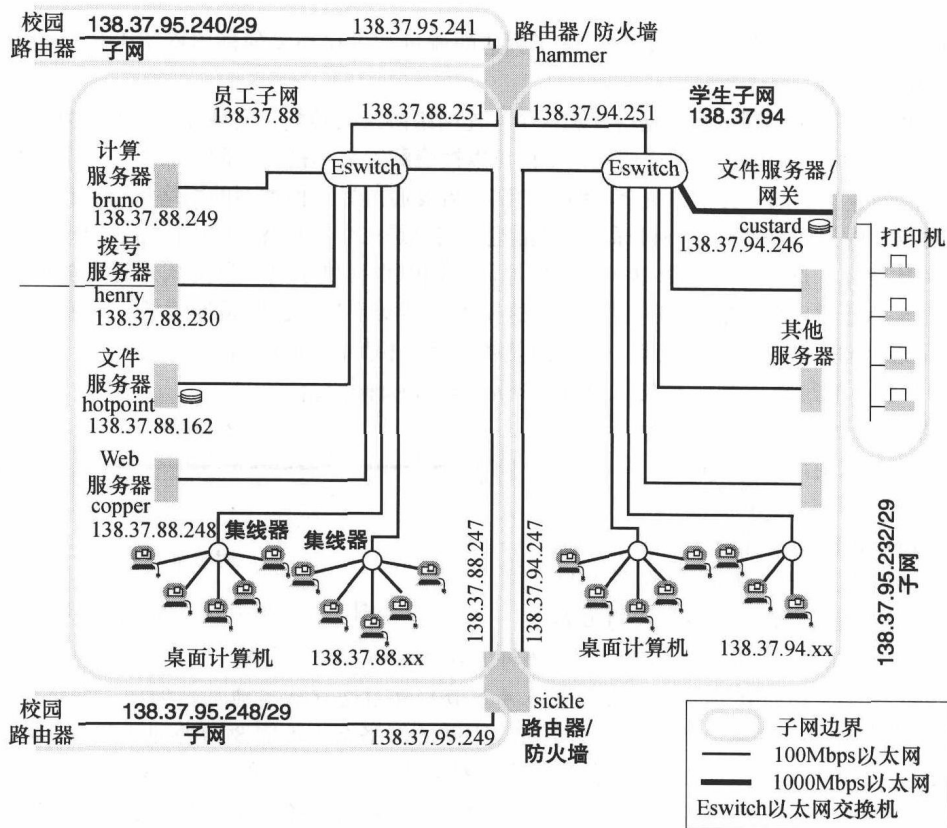 校园
路由器
138.37.95.240/29
子网
138.37.95.241
路由器/防火墙
hammer
员工子网
138.37.88
138.37.88.251
138.37.94.251
学生子网
138.37.94
计算
服务器
bruno
138.37.88.249
Eswitch
Eswitch
文件服务器/
网关
custard
138.37.94.246
打印机
拨号
服务器
henry
138.37.88.230
其他
服务器
文件
服务器
hotpoint
138.37.88.162
Web
服务器
copper
138.37.88.248
集线器
集线器
138.37.88.247
138.37.94.247
138.37.95.232/29
子网
桌面计算机
138.37.88.xx
桌面计算机
138.37.94.xx
校园
路由器
138.37.95.248/29
子网
138.37.95.249
sickle
路由器/
防火墙
子网边界
100Mbps以太网
1000Mbps以太网
Eswitch以太网交换机